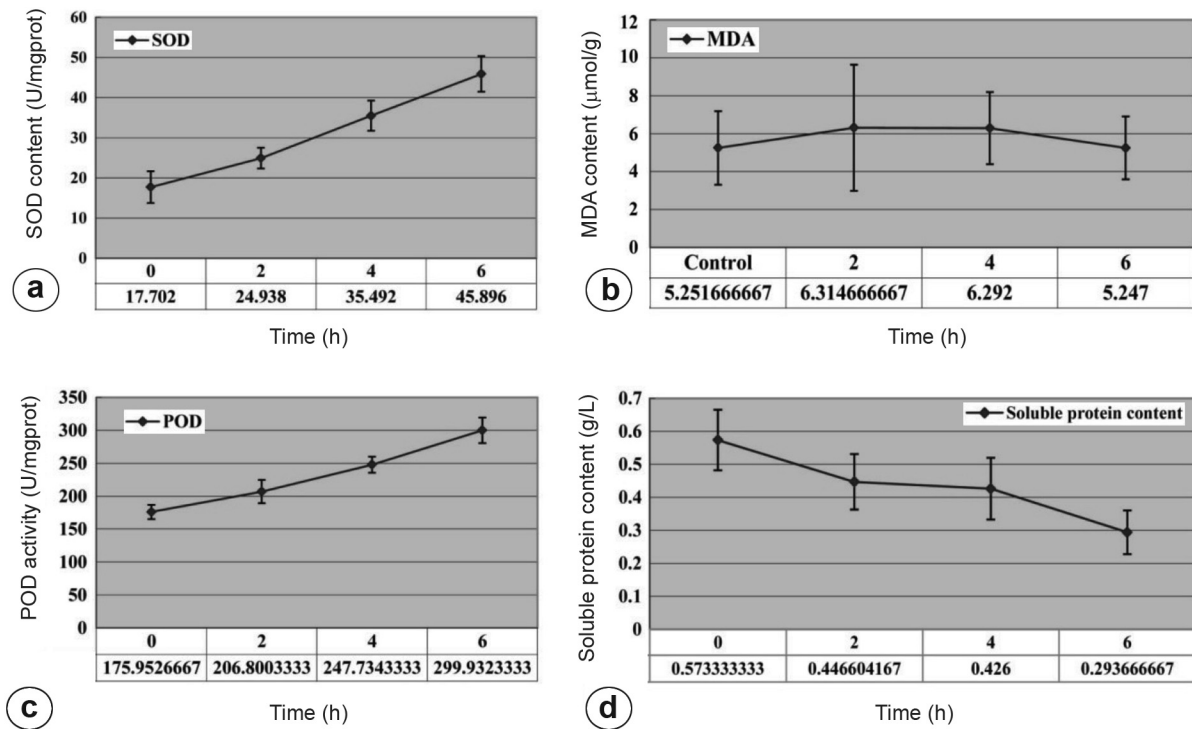 SOD content (U/mgprot)
60
50
40
30
20
10
0
SOD
0 2 4 6
17.702 24.938 35.492 45.896
Time (h)
a
MDA content (μmol/g)
12
10
8
6
4
2
0
MDA
Control 2 4 6
5.251666667 6.314666667 6.292 5.247
Time (h)
b
POD activity (U/mgprot)
350
300
250
200
150
100
50
0
POD
0 2 4 6
175.9526667 206.8003333 247.7343333 299.9323333
Time (h)
c
Soluble protein content (g/L)
0.7
0.6
0.5
0.4
0.3
0.2
0.1
0
Soluble protein content
0 2 4 6
0.573333333 0.446604167 0.426 0.293666667
Time (h)
d